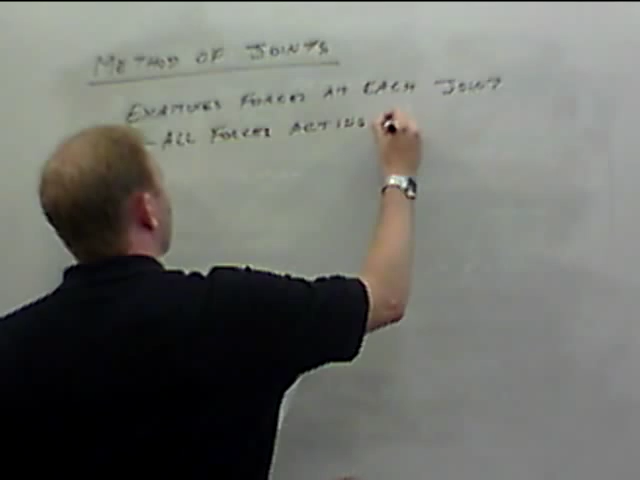 METHOD OF JOINTS
EXAMINES FORCES AT EACH JOINT
- ALL FORCES ACTING